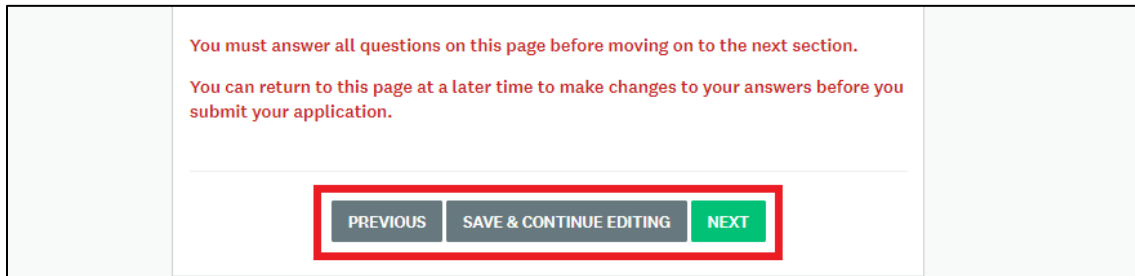 You must answer all questions on this page before moving on to the next section.
You can return to this page at a later time to make changes to your answers before you
submit your application.
PREVIOUS SAVE & CONTINUE EDITING NEXT